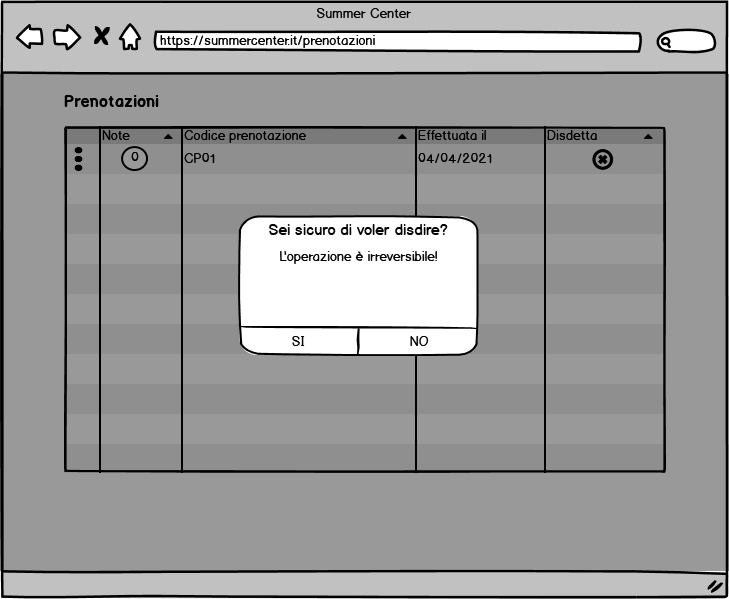 Summer Center
https://summercenter.it/prenotazioni
Prenotazioni
Note Codice prenotazione Effettuata il Disdetta
0 CP01 04/04/2021
Sei sicuro di voler disdire?
L'operazione è irreversibile!
SI NO